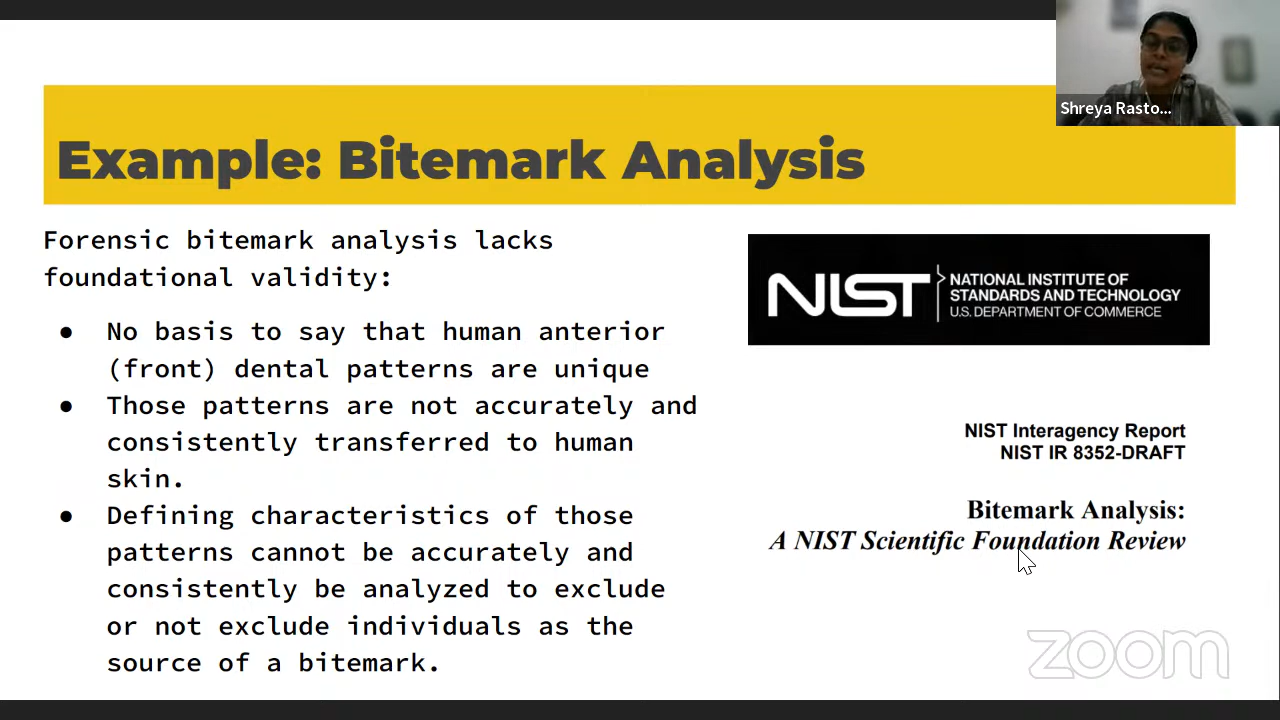 Shreya Rasto...
Example: Bitemark Analysis
Forensic bitemark analysis lacks
foundational validity:
● No basis to say that human anterior
(front) dental patterns are unique
● Those patterns are not accurately and
consistently transferred to human
skin.
● Defining characteristics of those
patterns cannot be accurately and
consistently be analyzed to exclude
or not exclude individuals as the
source of a bitemark.
NIST
NATIONAL INSTITUTE OF
STANDARDS AND TECHNOLOGY
U.S. DEPARTMENT OF COMMERCE
NIST Interagency Report
NIST IR 8352-DRAFT
Bitemark Analysis:
A NIST Scientific Foundation Review
zoom